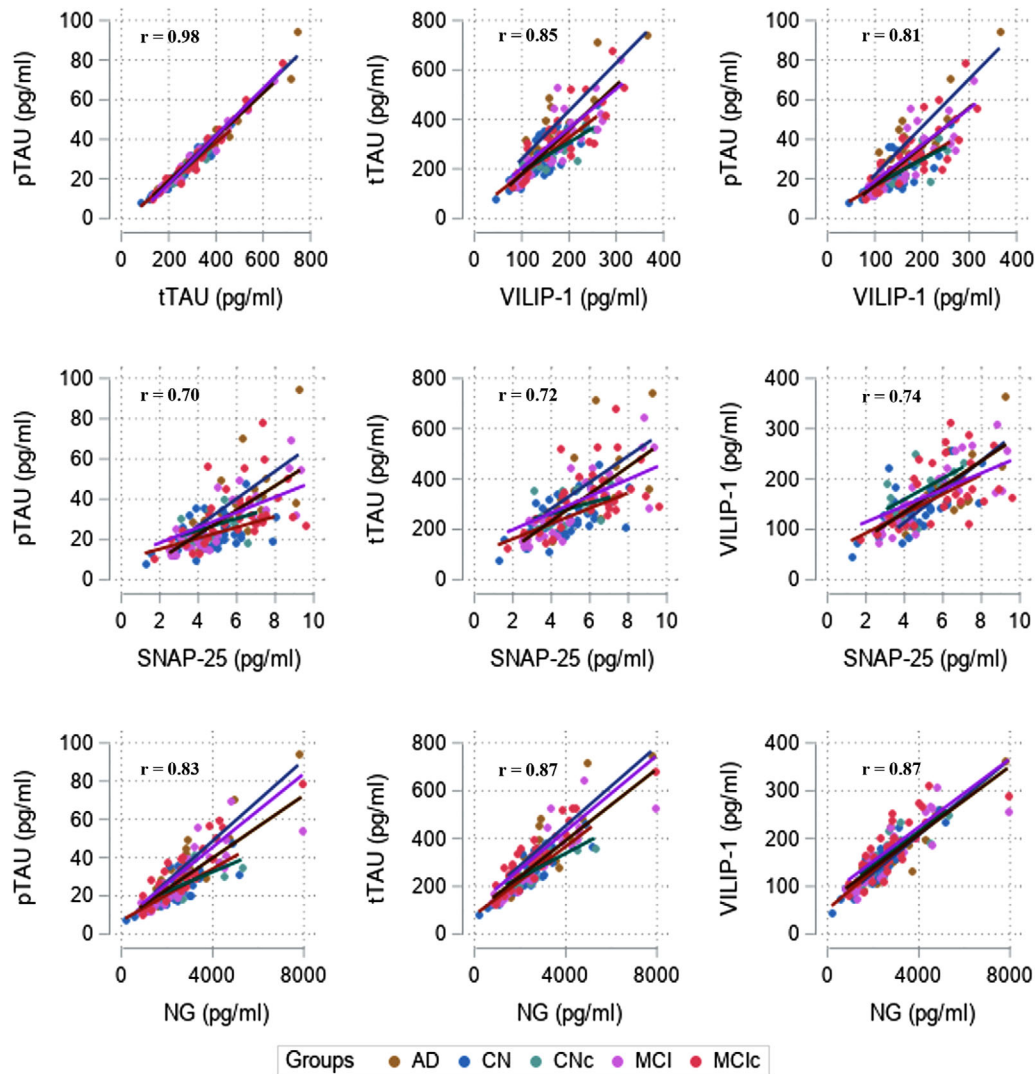 r = 0.98
pTAU (pg/ml)
100
80
60
40
20
0
0 200 400 600 800
tTAU (pg/ml)
r = 0.85
tTAU (pg/ml)
800
600
400
200
0
0 100 200 300 400
VILIP-1 (pg/ml)
r = 0.81
pTAU (pg/ml)
100
80
60
40
20
0
0 100 200 300 400
VILIP-1 (pg/ml)
r = 0.70
pTAU (pg/ml)
100
80
60
40
20
0
0 2 4 6 8 10
SNAP-25 (pg/ml)
r = 0.72
tTAU (pg/ml)
800
600
400
200
0
0 2 4 6 8 10
SNAP-25 (pg/ml)
r = 0.74
VILIP-1 (pg/ml)
400
300
200
100
0
0 2 4 6 8 10
SNAP-25 (pg/ml)
r = 0.83
pTAU (pg/ml)
100
80
60
40
20
0
0 4000 8000
NG (pg/ml)
r = 0.87
tTAU (pg/ml)
800
600
400
200
0
0 4000 8000
NG (pg/ml)
r = 0.87
VILIP-1 (pg/ml)
400
300
200
100
0
0 4000 8000
NG (pg/ml)
Groups AD CN CNc MCI MCIc